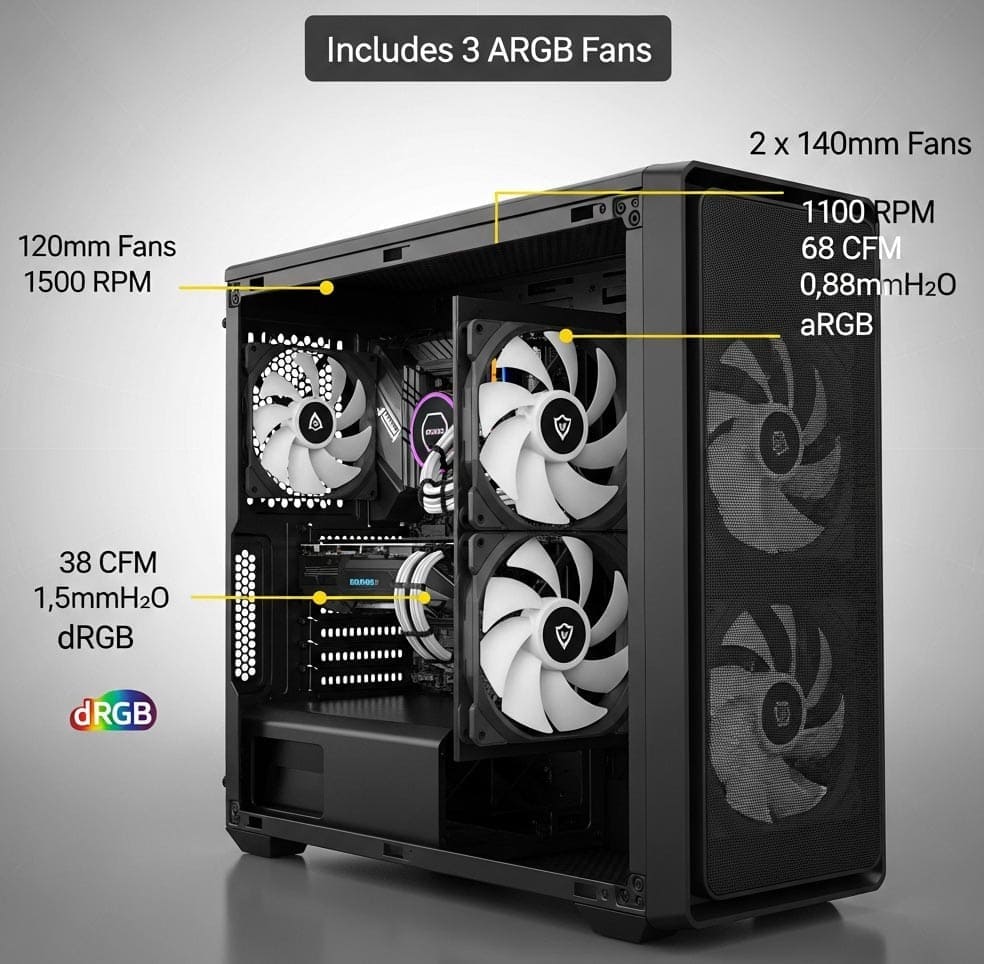 Includes 3 ARGB Fans
2 x 140mm Fans
1100 RPM
68 CFM
0,88mmH₂O
aRGB
120mm Fans
1500 RPM
38 CFM
1,5mmH₂O
dRGB
dRGB